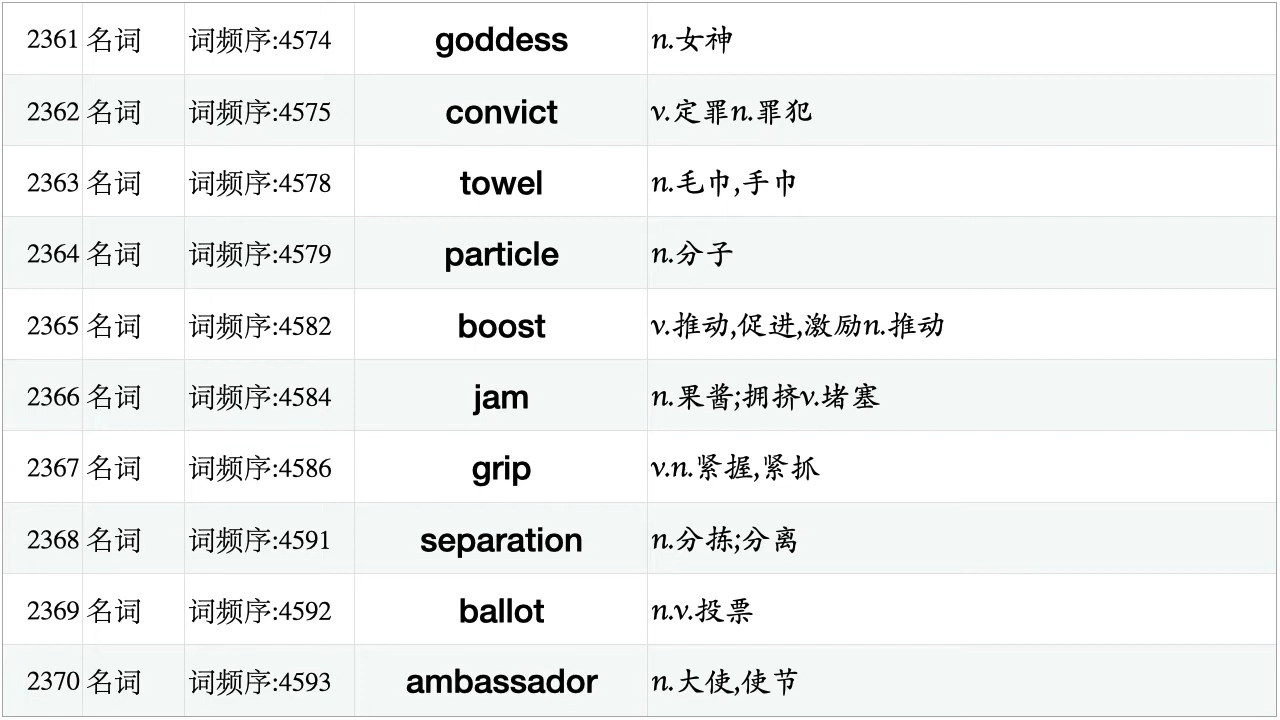 2361 名词 词频序:4574 goddess n.女神
2362 名词 词频序:4575 convict v.定罪n.罪犯
2363 名词 词频序:4578 towel n.毛巾,手巾
2364 名词 词频序:4579 particle n.分子
2365 名词 词频序:4582 boost v.推动,促进,激励n.推动
2366 名词 词频序:4584 jam n.果酱;拥挤v.堵塞
2367 名词 词频序:4586 grip v.n.紧握,紧抓
2368 名词 词频序:4591 separation n.分拣;分离
2369 名词 词频序:4592 ballot n.v.投票
2370 名词 词频序:4593 ambassador n.大使,使节